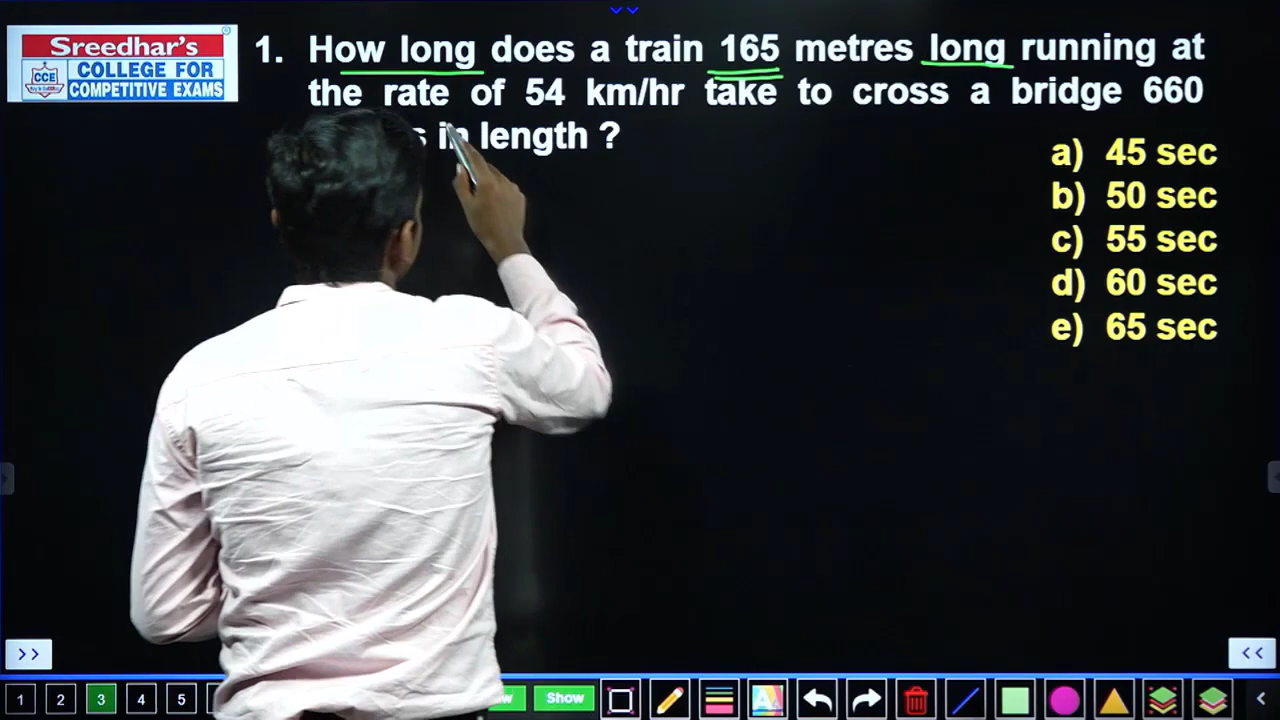 Sreedhar's
CCE
COLLEGE FOR
COMPETITIVE EXAMS
1. How long does a train 165 metres long running at
the rate of 54 km/hr take to cross a bridge 660
in length ?
a) 45 sec
b) 50 sec
c) 55 sec
d) 60 sec
e) 65 sec
>>
<<
1 2 3 4 5
Show